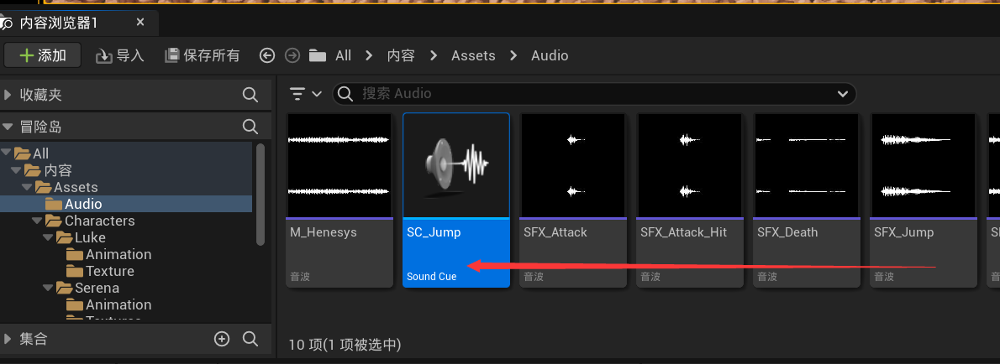 内容浏览器1
添加 导入 保存所有 All 内容 Assets Audio
收藏夹
搜索 Audio
冒险岛
All
内容
Assets
Audio
Characters
Luke
Animation
Texture
Serena
Animation
M_Henesys
音波
SC_Jump
Sound Cue
SFX_Attack
音波
SFX_Attack_Hit
音波
SFX_Death
音波
SFX_Jump
音波
集合
10 项(1 项被选中)